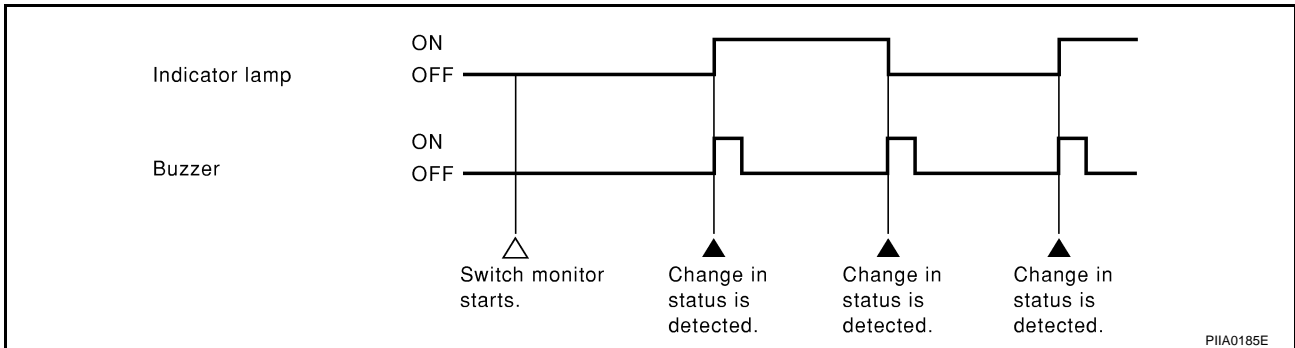 ON
Indicator lamp
OFF
ON
Buzzer
OFF
Switch monitor
starts.
Change in
status is
detected.
Change in
status is
detected.
Change in
status is
detected.
PIIA0185E